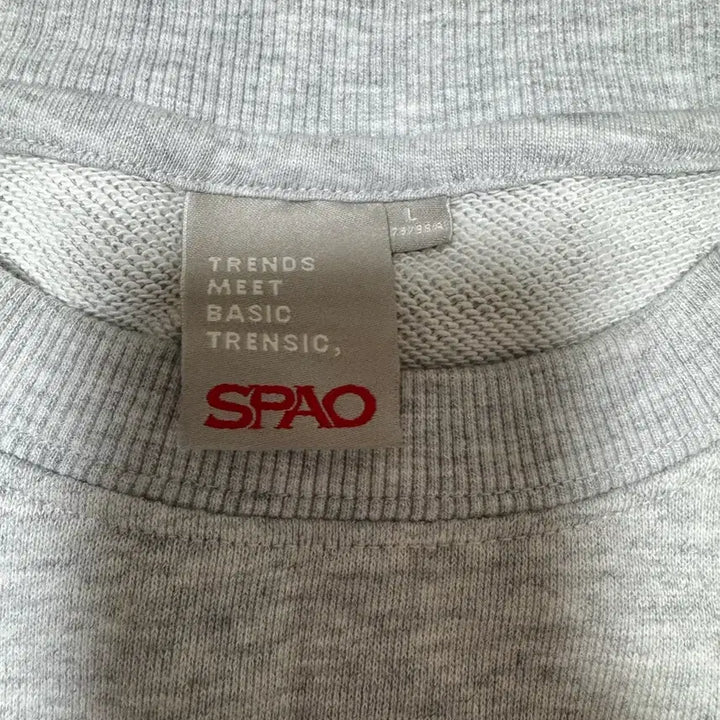 TRENDS
MEET
BASIC
TRENSIC,
SPAO
L